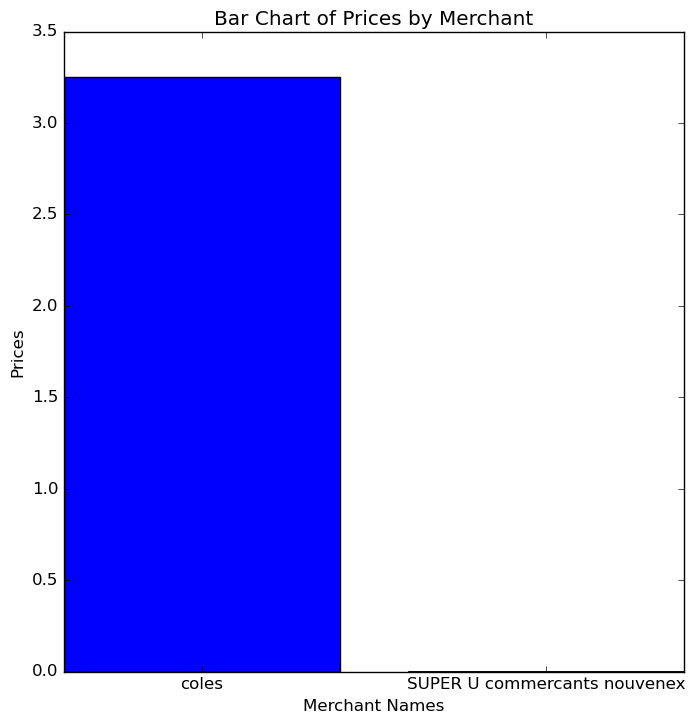 Bar Chart of Prices by Merchant
3.5
3.0
2.5
2.0
1.5
1.0
0.5
0.0
Prices
coles
SUPER U commercants nouvenex
Merchant Names